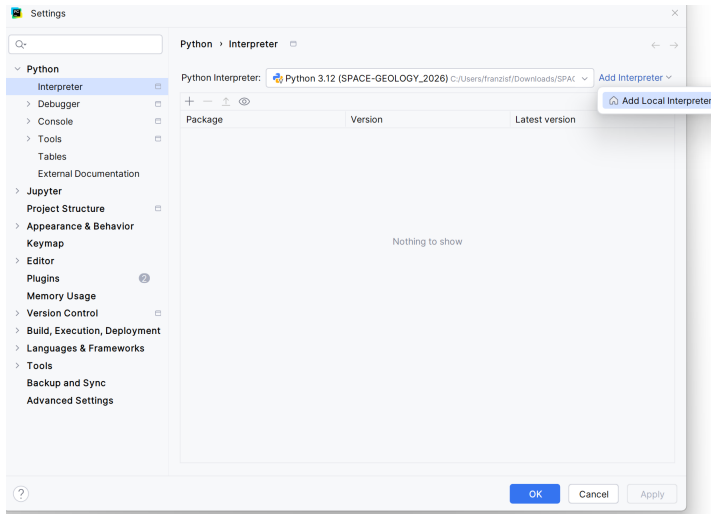 Settings
Python › Interpreter
Python
Interpreter
Debugger
Console
Tools
Tables
External Documentation
Jupyter
Project Structure
Appearance & Behavior
Keymap
Editor
Plugins 2
Memory Usage
Version Control
Build, Execution, Deployment
Languages & Frameworks
Tools
Backup and Sync
Advanced Settings
Python Interpreter: Python 3.12 (SPACE-GEOLOGY_2026) C:/Users/franzisf/Downloads/SPAC Add Interpreter
Add Local Interpreter
Package Version Latest version
Nothing to show
? OK Cancel Apply